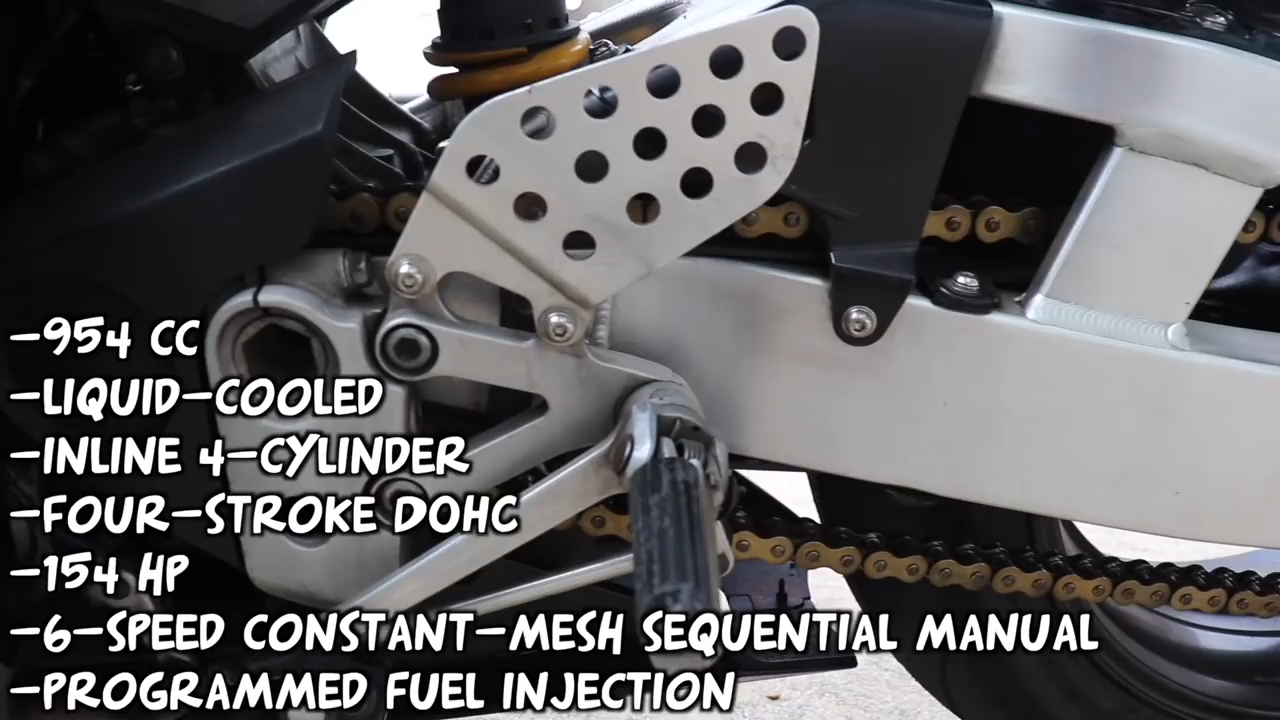 -954 CC
-LIQUID-COOLED
-INLINE 4-CYLINDER
-FOUR-STROKE DOHC
-154 HP
-6-SPEED CONSTANT-MESH SEQUENTIAL MANUAL
-PROGRAMMED FUEL INJECTION